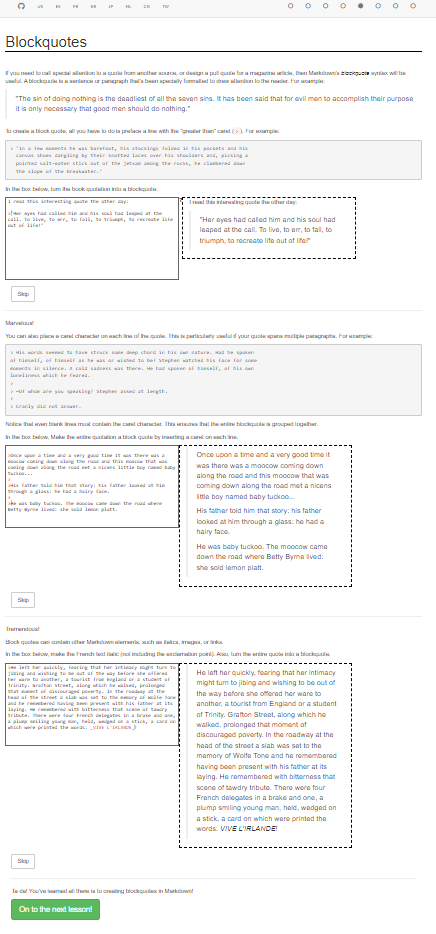 US ES FR BR JP NL CN TW
Blockquotes
If you need to call special attention to a quote from another source, or design a pull quote for a magazine article, then Markdown's blockquote syntax will be
useful. A blockquote is a sentence or paragraph that's been specially formatted to draw attention to the reader. For example:
"The sin of doing nothing is the deadliest of all the seven sins. It has been said that for evil men to accomplish their purpose
it is only necessary that good men should do nothing."
To create a block quote, all you have to do is preface a line with the "greater than" caret (>). For example:
> "In a few moments he was barefoot, his stockings folded in his pockets and his
canvas shoes dangling by their knotted laces over his shoulders and, picking a
pointed salt-eaten stick out of the jetsam among the rocks, he clambered down
the slope of the breakwater."
In the box below, turn the book quotation into a blockquote:
I read this interesting quote the other day:
>"Her eyes had called him and his soul had leaped at the
call. To live, to err, to fall, to triumph, to recreate life
out of life!"
I read this interesting quote the other day:
"Her eyes had called him and his soul had
leaped at the call. To live, to err, to fall, to
triumph, to recreate life out of life!"
Skip
Marvelous!
You can also place a caret character on each line of the quote. This is particularly useful if your quote spans multiple paragraphs. For example:
> His words seemed to have struck some deep chord in his own nature. Had he spoken
of himself, of himself as he was or wished to be? Stephen watched his face for some
moments in silence. A cold sadness was there. He had spoken of himself, of his own
loneliness which he feared.
>
> —Of whom are you speaking? Stephen asked at length.
>
> Cranly did not answer.
Notice that even blank lines must contain the caret character. This ensures that the entire blockquote is grouped together.
In the box below, Make the entire quotation a block quote by inserting a caret on each line.
>Once upon a time and a very good time it was there was a
moocow coming down along the road and this moocow that was
coming down along the road met a nicens little boy named baby
tuckoo...
>
>His father told him that story: his father looked at him
through a glass: he had a hairy face.
>
>He was baby tuckoo. The moocow came down the road where
Betty Byrne lived: she sold lemon platt.
Once upon a time and a very good time it
was there was a moocow coming down
along the road and this moocow that was
coming down along the road met a nicens
little boy named baby tuckoo...
His father told him that story: his father
looked at him through a glass: he had a
hairy face.
He was baby tuckoo. The moocow came
down the road where Betty Byrne lived:
she sold lemon platt.
Skip
Tremendous!
Block quotes can contain other Markdown elements, such as italics, images, or links.
In the box below, make the French text italic (not including the exclamation point). Also, turn the entire quote into a blockquote.
>He left her quickly, fearing that her intimacy might turn to
jibing and wishing to be out of the way before she offered
her ware to another, a tourist from England or a student of
Trinity. Grafton Street, along which he walked, prolonged
that moment of discouraged poverty. In the roadway at the
head of the street a slab was set to the memory of Wolfe Tone
and he remembered having been present with his father at its
laying. He remembered with bitterness that scene of tawdry
tribute. There were four French delegates in a brake and one,
a plump smiling young man, held, wedged on a stick, a card on
which were printed the words: _VIVE L'IRLANDE_!
He left her quickly, fearing that her intimacy
might turn to jibing and wishing to be out of
the way before she offered her ware to
another, a tourist from England or a student
of Trinity. Grafton Street, along which he
walked, prolonged that moment of
discouraged poverty. In the roadway at the
head of the street a slab was set to the
memory of Wolfe Tone and he remembered
having been present with his father at its
laying. He remembered with bitterness that
scene of tawdry tribute. There were four
French delegates in a brake and one, a
plump smiling young man, held, wedged on
a stick, a card on which were printed the
words: VIVE L'IRLANDE!
Skip
Ta da! You've learned all there is to creating blockquotes in Markdown!
On to the next lesson!